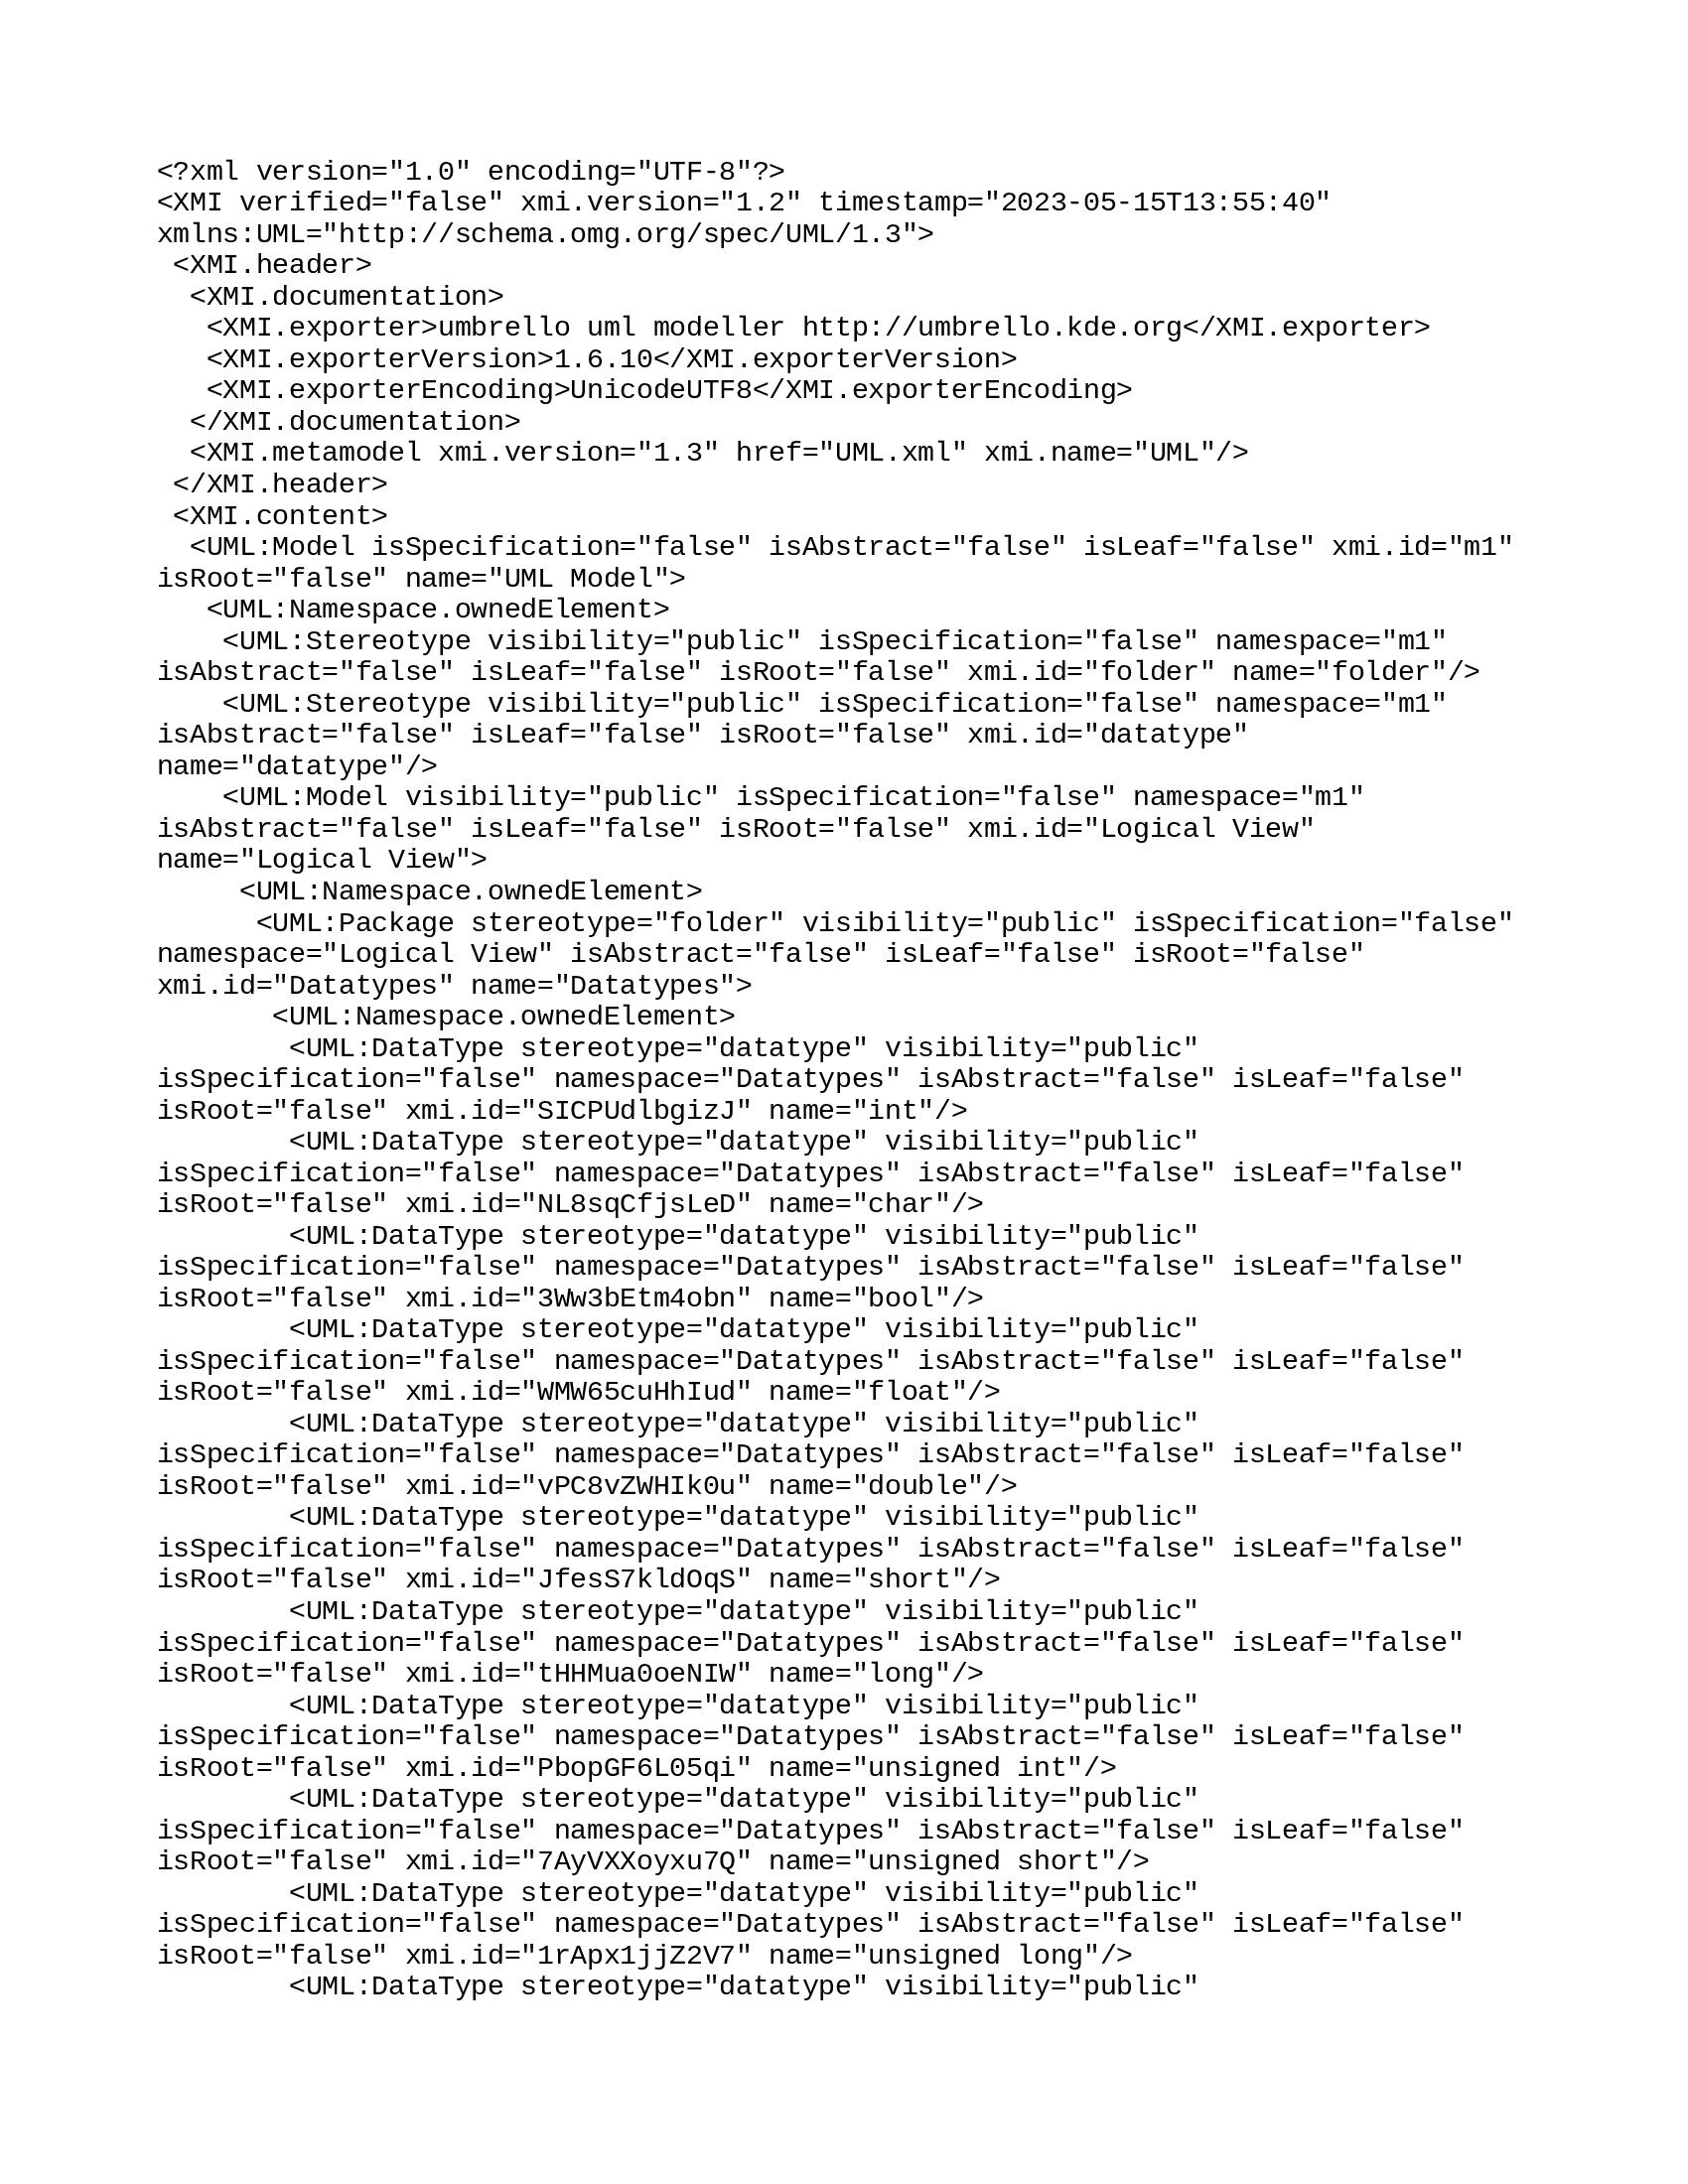 <?xml version="1.0" encoding="UTF-8"?>
<XMI verified="false" xmi.version="1.2" timestamp="2023-05-15T13:55:40"
xmlns:UML="http://schema.omg.org/spec/UML/1.3">
 <XMI.header>
  <XMI.documentation>
   <XMI.exporter>umbrello uml modeller http://umbrello.kde.org</XMI.exporter>
   <XMI.exporterVersion>1.6.10</XMI.exporterVersion>
   <XMI.exporterEncoding>UnicodeUTF8</XMI.exporterEncoding>
  </XMI.documentation>
  <XMI.metamodel xmi.version="1.3" href="UML.xml" xmi.name="UML"/>
 </XMI.header>
 <XMI.content>
  <UML:Model isSpecification="false" isAbstract="false" isLeaf="false" xmi.id="m1"
isRoot="false" name="UML Model">
   <UML:Namespace.ownedElement>
    <UML:Stereotype visibility="public" isSpecification="false" namespace="m1"
isAbstract="false" isLeaf="false" isRoot="false" xmi.id="folder" name="folder"/>
    <UML:Stereotype visibility="public" isSpecification="false" namespace="m1"
isAbstract="false" isLeaf="false" isRoot="false" xmi.id="datatype"
name="datatype"/>
    <UML:Model visibility="public" isSpecification="false" namespace="m1"
isAbstract="false" isLeaf="false" isRoot="false" xmi.id="Logical View"
name="Logical View">
     <UML:Namespace.ownedElement>
      <UML:Package stereotype="folder" visibility="public" isSpecification="false"
namespace="Logical View" isAbstract="false" isLeaf="false" isRoot="false"
xmi.id="Datatypes" name="Datatypes">
       <UML:Namespace.ownedElement>
        <UML:DataType stereotype="datatype" visibility="public"
isSpecification="false" namespace="Datatypes" isAbstract="false" isLeaf="false"
isRoot="false" xmi.id="SICPUdlbgizJ" name="int"/>
        <UML:DataType stereotype="datatype" visibility="public"
isSpecification="false" namespace="Datatypes" isAbstract="false" isLeaf="false"
isRoot="false" xmi.id="NL8sqCfjsLeD" name="char"/>
        <UML:DataType stereotype="datatype" visibility="public"
isSpecification="false" namespace="Datatypes" isAbstract="false" isLeaf="false"
isRoot="false" xmi.id="3Ww3bEtm4obn" name="bool"/>
        <UML:DataType stereotype="datatype" visibility="public"
isSpecification="false" namespace="Datatypes" isAbstract="false" isLeaf="false"
isRoot="false" xmi.id="WMW65cuHhIud" name="float"/>
        <UML:DataType stereotype="datatype" visibility="public"
isSpecification="false" namespace="Datatypes" isAbstract="false" isLeaf="false"
isRoot="false" xmi.id="vPC8vZWHIk0u" name="double"/>
        <UML:DataType stereotype="datatype" visibility="public"
isSpecification="false" namespace="Datatypes" isAbstract="false" isLeaf="false"
isRoot="false" xmi.id="JfesS7kldOqS" name="short"/>
        <UML:DataType stereotype="datatype" visibility="public"
isSpecification="false" namespace="Datatypes" isAbstract="false" isLeaf="false"
isRoot="false" xmi.id="tHHMua0oeNIW" name="long"/>
        <UML:DataType stereotype="datatype" visibility="public"
isSpecification="false" namespace="Datatypes" isAbstract="false" isLeaf="false"
isRoot="false" xmi.id="PbopGF6L05qi" name="unsigned int"/>
        <UML:DataType stereotype="datatype" visibility="public"
isSpecification="false" namespace="Datatypes" isAbstract="false" isLeaf="false"
isRoot="false" xmi.id="7AyVXXoyxu7Q" name="unsigned short"/>
        <UML:DataType stereotype="datatype" visibility="public"
isSpecification="false" namespace="Datatypes" isAbstract="false" isLeaf="false"
isRoot="false" xmi.id="1rApx1jjZ2V7" name="unsigned long"/>
        <UML:DataType stereotype="datatype" visibility="public"